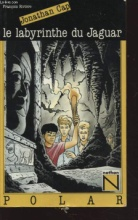 Jonathan Cap
le labyrinthe du Jaguar
nathan
N
POLAR